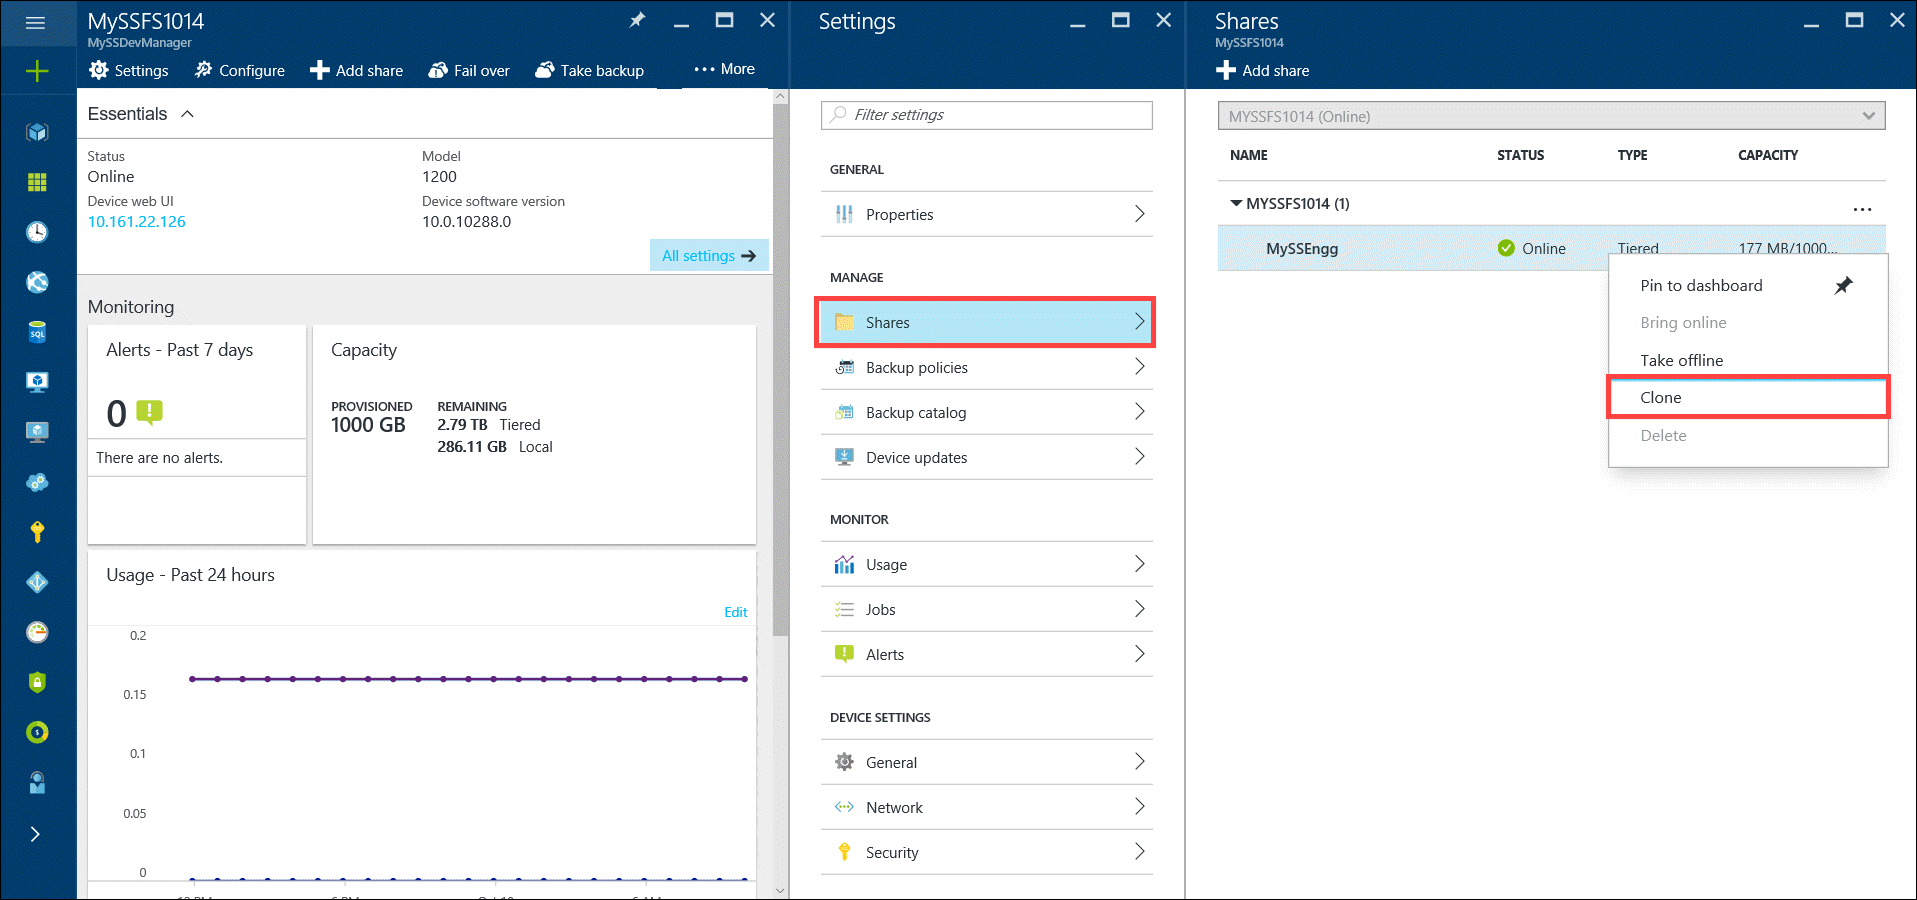 MySSFS1014
MySSDevManager
Settings
Configure
Add share
Fail over
Take backup
More
Essentials
Status
Online
Model
1200
Device web UI
10.161.22.126
Device software version
10.0.10288.0
All settings
Monitoring
Alerts - Past 7 days
0
There are no alerts.
Capacity
PROVISIONED
1000 GB
REMAINING
2.79 TB Tiered
286.11 GB Local
Usage - Past 24 hours
Edit
0.2
0.15
0.1
0.05
0
Settings
Filter settings
GENERAL
Properties
MANAGE
Shares
Backup policies
Backup catalog
Device updates
MONITOR
Usage
Jobs
Alerts
DEVICE SETTINGS
General
Network
Security
Shares
MySSFS1014
Add share
MYSSFS1014 (Online)
NAME STATUS TYPE CAPACITY
MYSSFS1014 (1)
...
MySSEngg Online Tiered 177 MB/1000...
Pin to dashboard
Bring online
Take offline
Clone
Delete
SQL